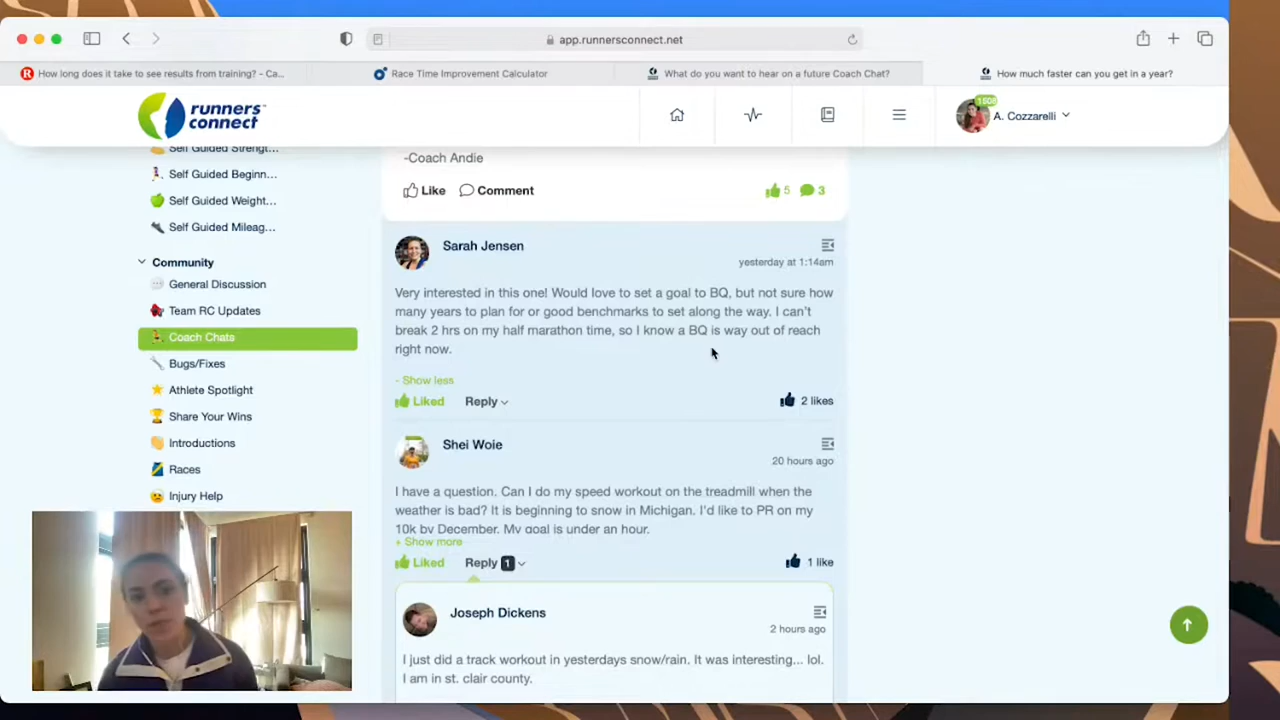 app.runnersconnect.net
How long does it take to see results from training? - Ca...
Race Time Improvement Calculator
What do you want to hear on a future Coach Chat?
How much faster can you get in a year?
runners
connect
1508
A. Cozzarelli
Self Guided Strengt...
Self Guided Beginn...
Self Guided Weight...
Self Guided Mileag...
Community
General Discussion
Team RC Updates
Coach Chats
Bugs/Fixes
Athlete Spotlight
Share Your Wins
Introductions
Races
Injury Help
-Coach Andie
Like Comment 5 3
Sarah Jensen
yesterday at 1:14am
Very interested in this one! Would love to set a goal to BQ, but not sure how
many years to plan for or good benchmarks to set along the way. I can't
break 2 hrs on my half marathon time, so I know a BQ is way out of reach
right now.
- Show less
Liked Reply 2 likes
Shei Woie
20 hours ago
I have a question. Can I do my speed workout on the treadmill when the
weather is bad? It is beginning to snow in Michigan. I'd like to PR on my
10k by December. My goal is under an hour.
+ Show more
Liked Reply 1 1 like
Joseph Dickens
2 hours ago
I just did a track workout in yesterdays snow/rain. It was interesting... lol.
I am in st. clair county.